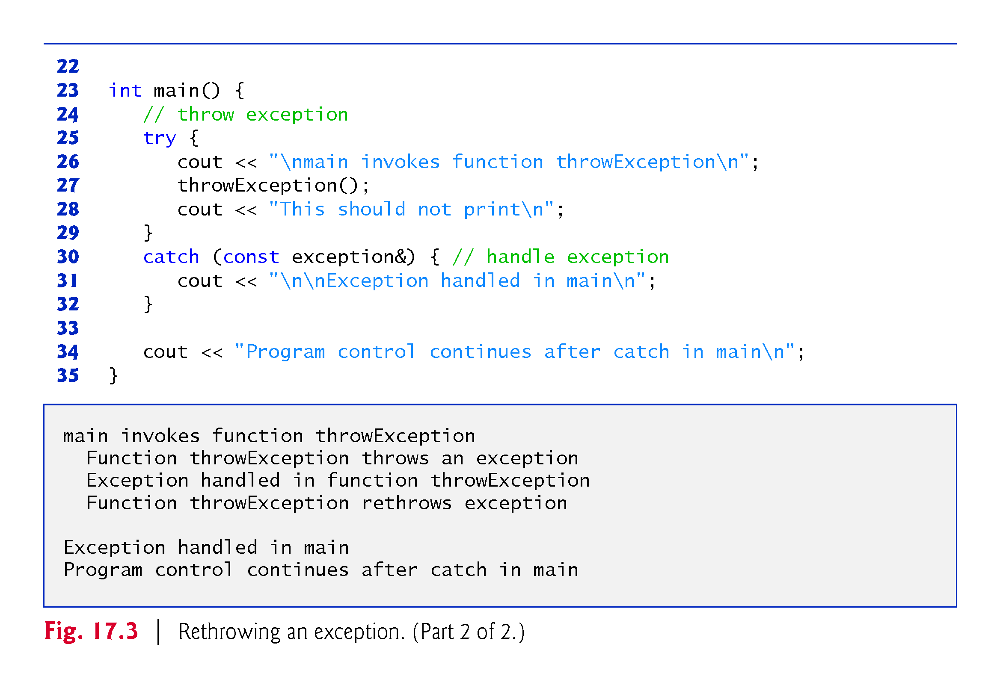 22
23 int main() {
24 // throw exception
25 try {
26 cout << "\nmain invokes function throwException\n";
27 throwException();
28 cout << "This should not print\n";
29 }
30 catch (const exception&) { // handle exception
31 cout << "\n\nException handled in main\n";
32 }
33
34 cout << "Program control continues after catch in main\n";
35 }
main invokes function throwException
Function throwException throws an exception
Exception handled in function throwException
Function throwException rethrows exception
Exception handled in main
Program control continues after catch in main
Fig. 17.3 | Rethrowing an exception. (Part 2 of 2.)